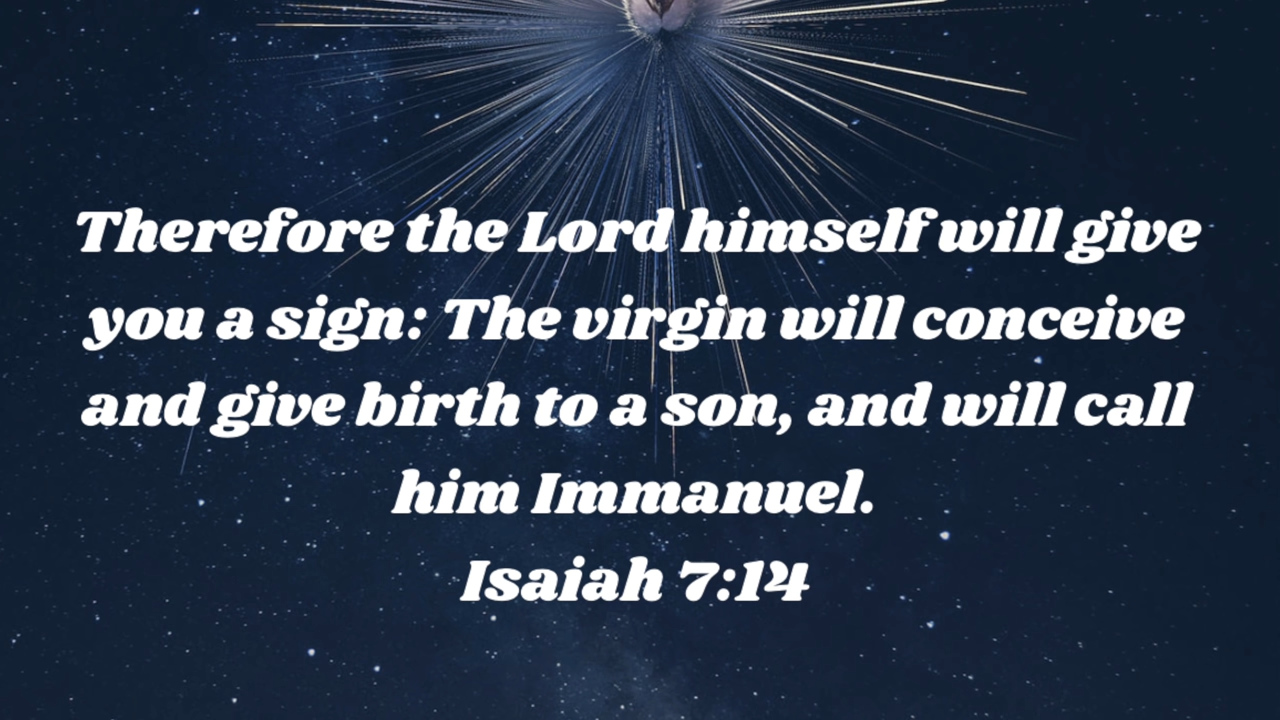 Therefore the Lord himself will give
you a sign: The virgin will conceive
and give birth to a son, and will call
him Immanuel.
Isaiah 7:14